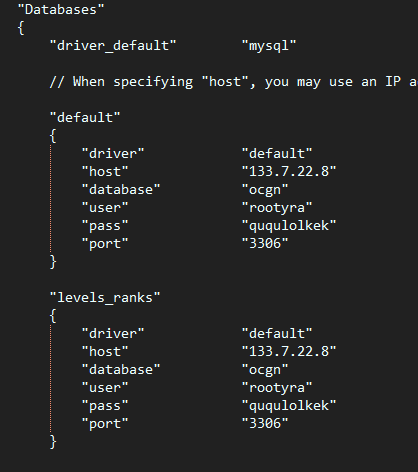 "Databases"
{
"driver_default" "mysql"
// When specifying "host", you may use an IP a
"default"
{
"driver" "default"
"host" "133.7.22.8"
"database" "ocgn"
"user" "rootyra"
"pass" "ququlolkek"
"port" "3306"
}
"levels_ranks"
{
"driver" "default"
"host" "133.7.22.8"
"database" "ocgn"
"user" "rootyra"
"pass" "ququlolkek"
"port" "3306"
}